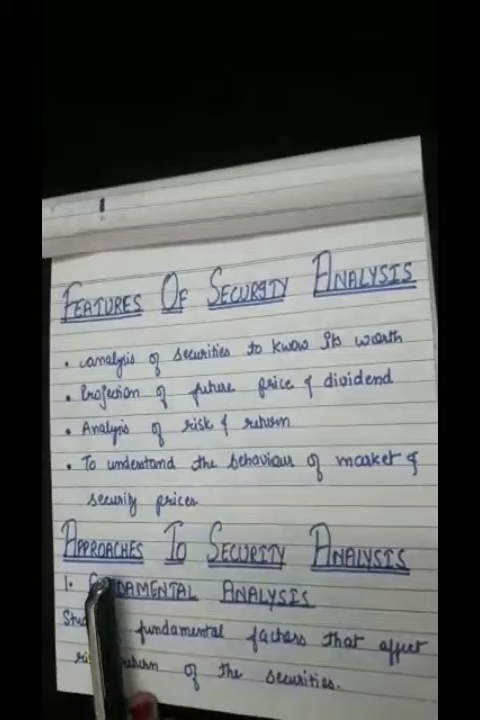 FEATURES OF SECURITY ANALYSIS
• analysis of securities to know its worth
• Projection of future price & dividend
• Analysis of risk & return
• To understand the behaviour of market &
security prices.
APPROACHES TO SECURITY ANALYSIS
1. FUNDAMENTAL ANALYSIS
fundamental factors that affect
return of the securities.